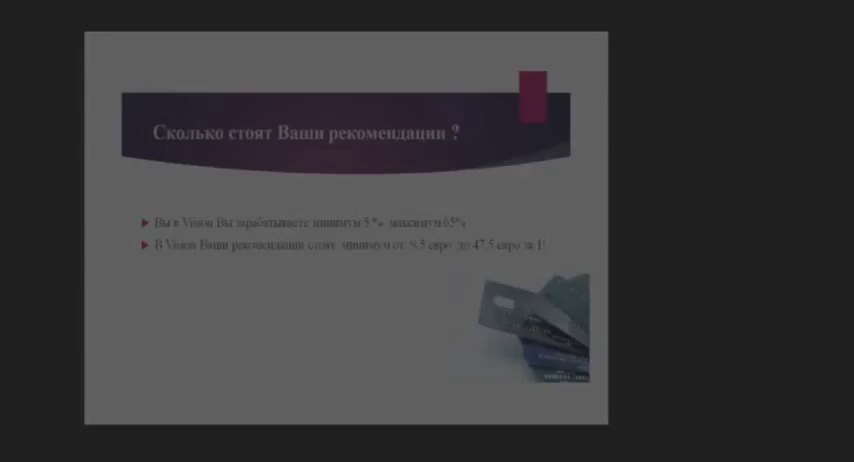 Сколько стоят Ваши рекомендации ?
Вы в Vision Вы зарабатываете минимум 5 % максимум 65%
В Vision Ваши рекомендации стоят минимум от 9,5 евро до 47,5 евро за 1!